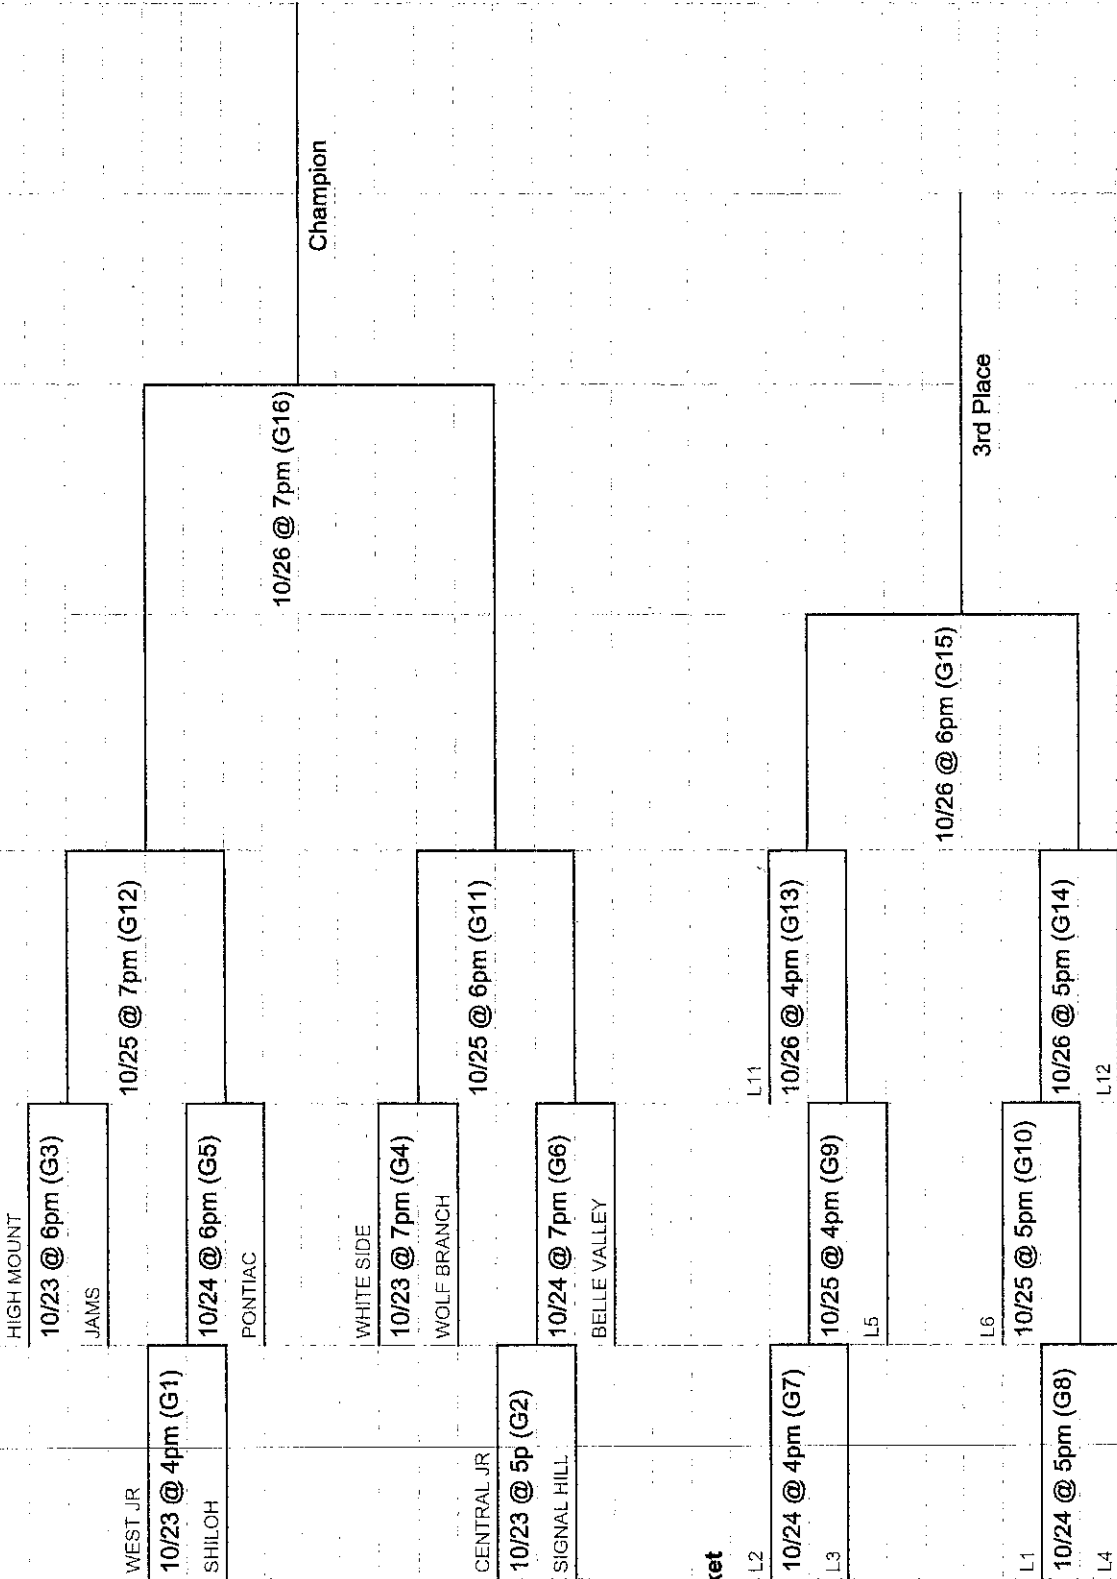 HIGH MOUNT
10/23 @ 6pm (G3)
JAMS
10/25 @ 7pm (G12)
WEST JR
10/23 @ 4pm (G1)
SHILOH
10/24 @ 6pm (G5)
PONTIAC
10/26 @ 7pm (G16)
Champion
WHITE SIDE
10/23 @ 7pm (G4)
WOLF BRANCH
10/25 @ 6pm (G11)
CENTRAL JR
10/23 @ 5p (G2)
SIGNAL HILL
10/24 @ 7pm (G6)
BELLE VALLEY
L2
10/24 @ 4pm (G7)
L3
10/25 @ 4pm (G9)
L5
L11
10/26 @ 4pm (G13)
10/26 @ 6pm (G15)
3rd Place
L6
10/25 @ 5pm (G10)
L1
10/24 @ 5pm (G8)
L4
10/26 @ 5pm (G14)
L12